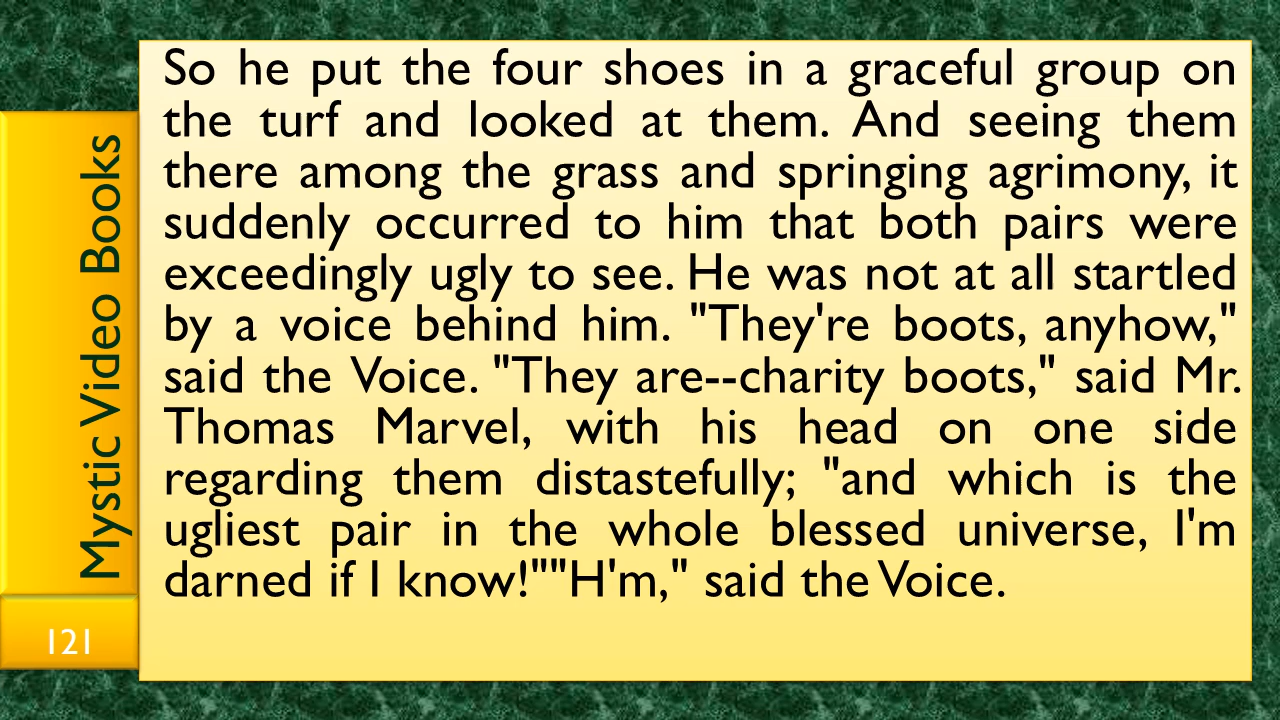 So he put the four shoes in a graceful group on
the turf and looked at them. And seeing them
there among the grass and springing agrimony, it
suddenly occurred to him that both pairs were
exceedingly ugly to see. He was not at all startled
by a voice behind him. "They're boots, anyhow,"
said the Voice. "They are--charity boots," said Mr.
Thomas Marvel, with his head on one side
regarding them distastefully; "and which is the
ugliest pair in the whole blessed universe, I'm
darned if I know!""H'm," said the Voice.
Mystic Video Books
121